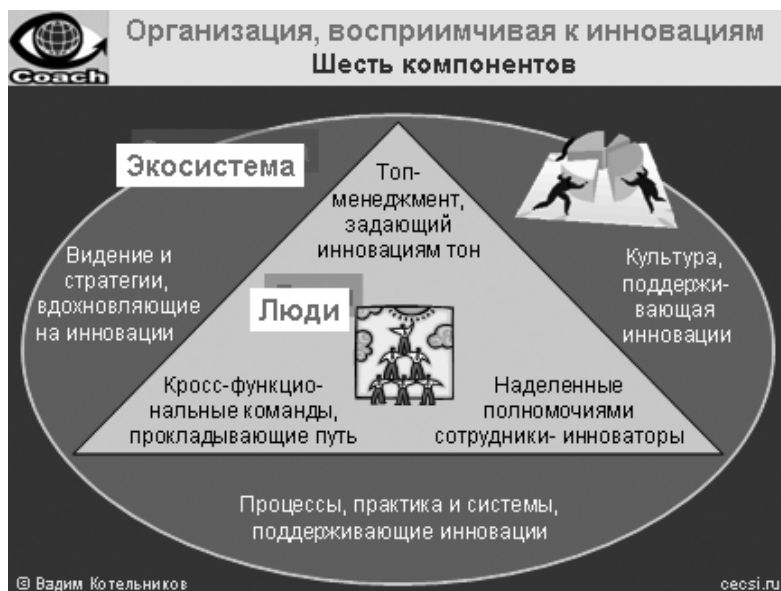 Coach
Организация, восприимчивая к инновациям
Шесть компонентов
Экосистема
Топ-
менеджмент,
задающий
инновациям тон
Видение и
стратегии,
вдохновляющие
на инновации
Культура,
поддержи-
вающая
инновации
Люди
Кросс-функцио-
нальные команды,
прокладывающие путь
Наделенные
полномочиями
сотрудники- инноваторы
Процессы, практика и системы,
поддерживающие инновации
© Вадим Котельников
cecsi.ru